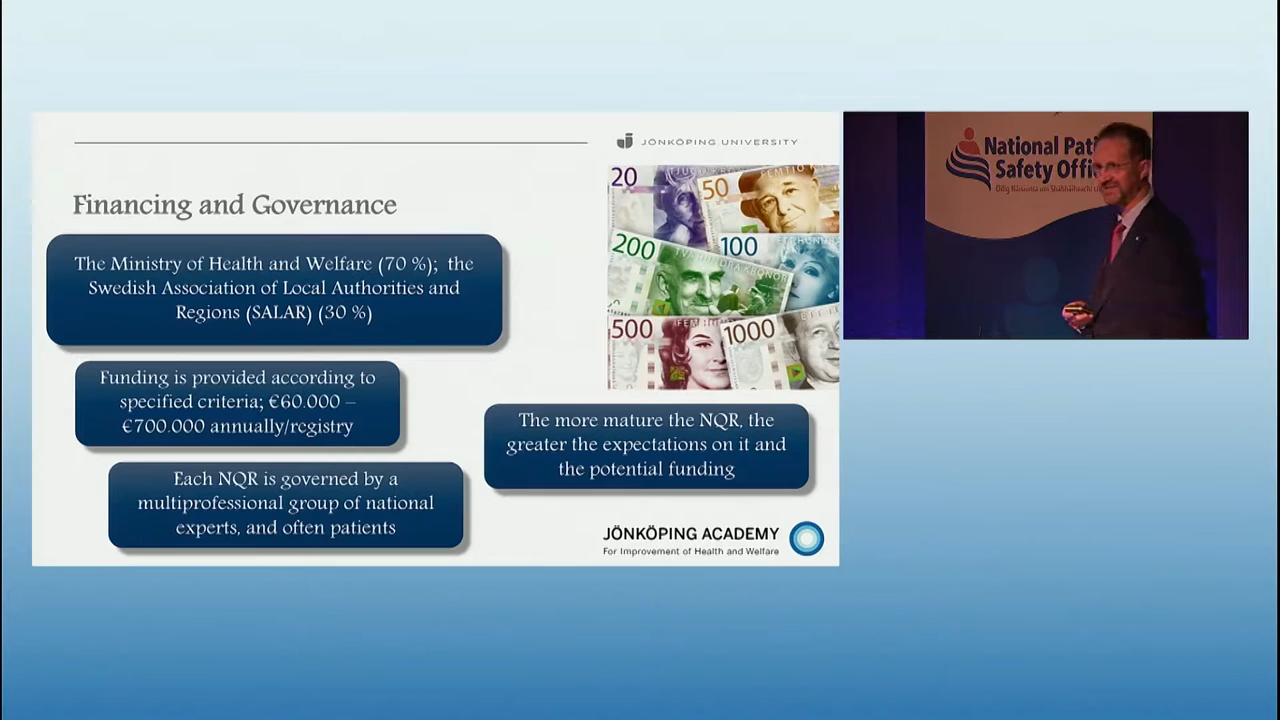 JÖNKÖPING UNIVERSITY
Financing and Governance
The Ministry of Health and Welfare (70 %); the
Swedish Association of Local Authorities and
Regions (SALAR) (30 %)
Funding is provided according to
specified criteria; €60.000 –
€700.000 annually/registry
Each NQR is governed by a
multiprofessional group of national
experts, and often patients
20
50
200
100
500
1000
The more mature the NQR, the
greater the expectations on it and
the potential funding
JÖNKÖPING ACADEMY
For Improvement of Health and Welfare
National Pati
Safety Offi